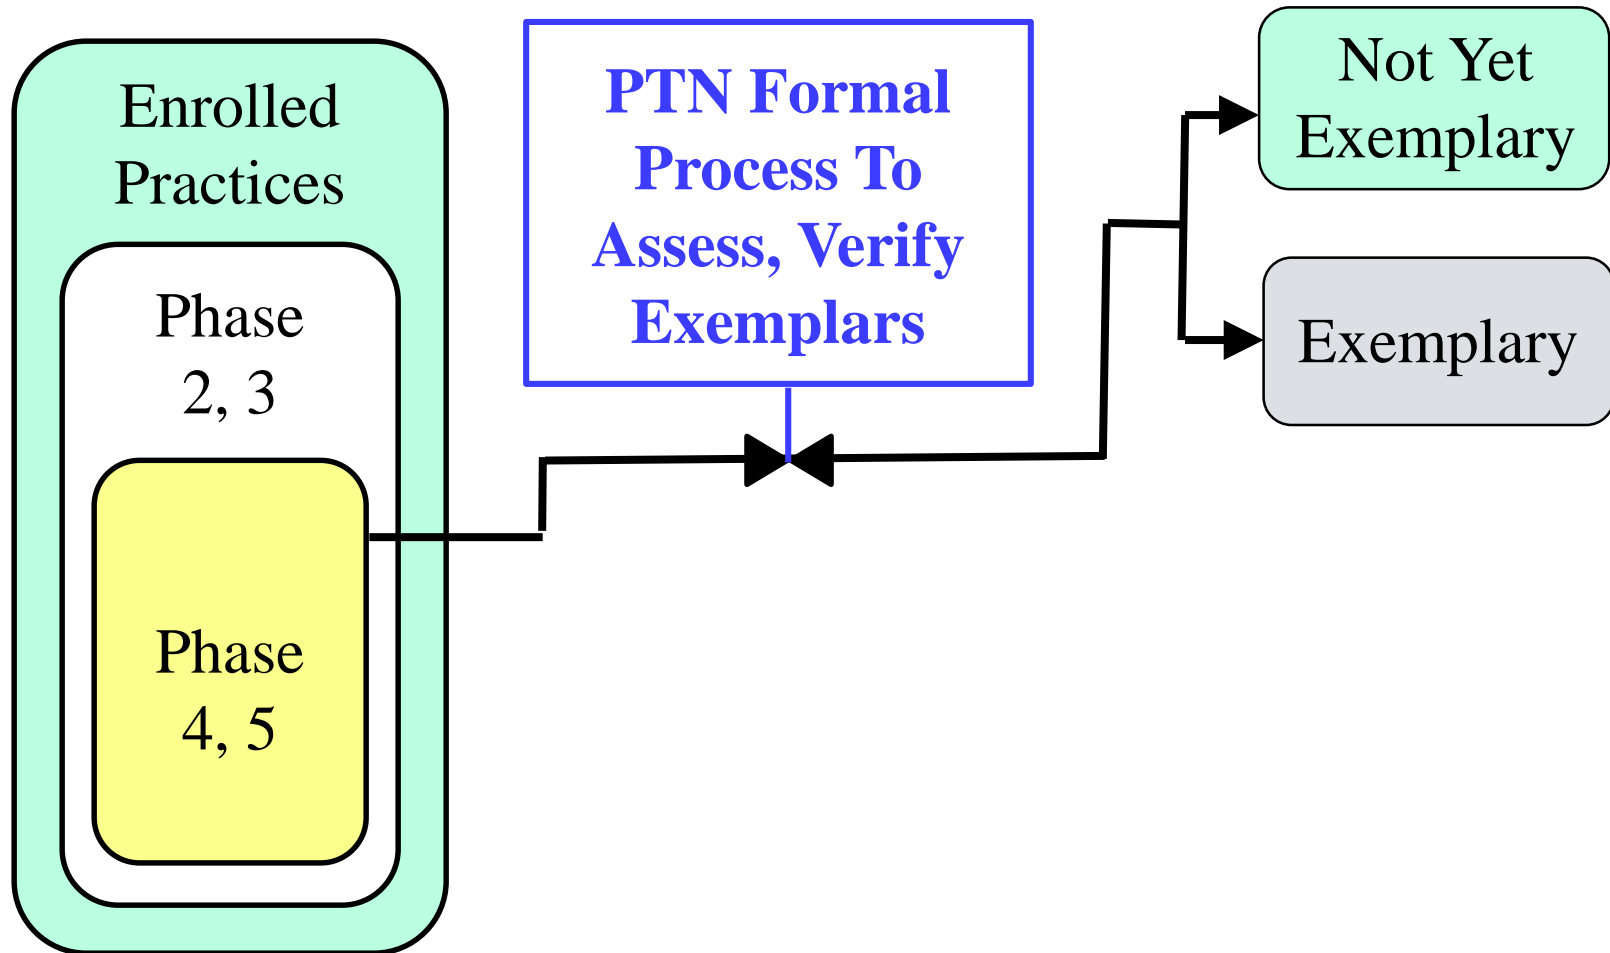 Enrolled
Practices
Phase
2, 3
Phase
4, 5
PTN Formal
Process To
Assess, Verify
Exemplars
Not Yet
Exemplary
Exemplary